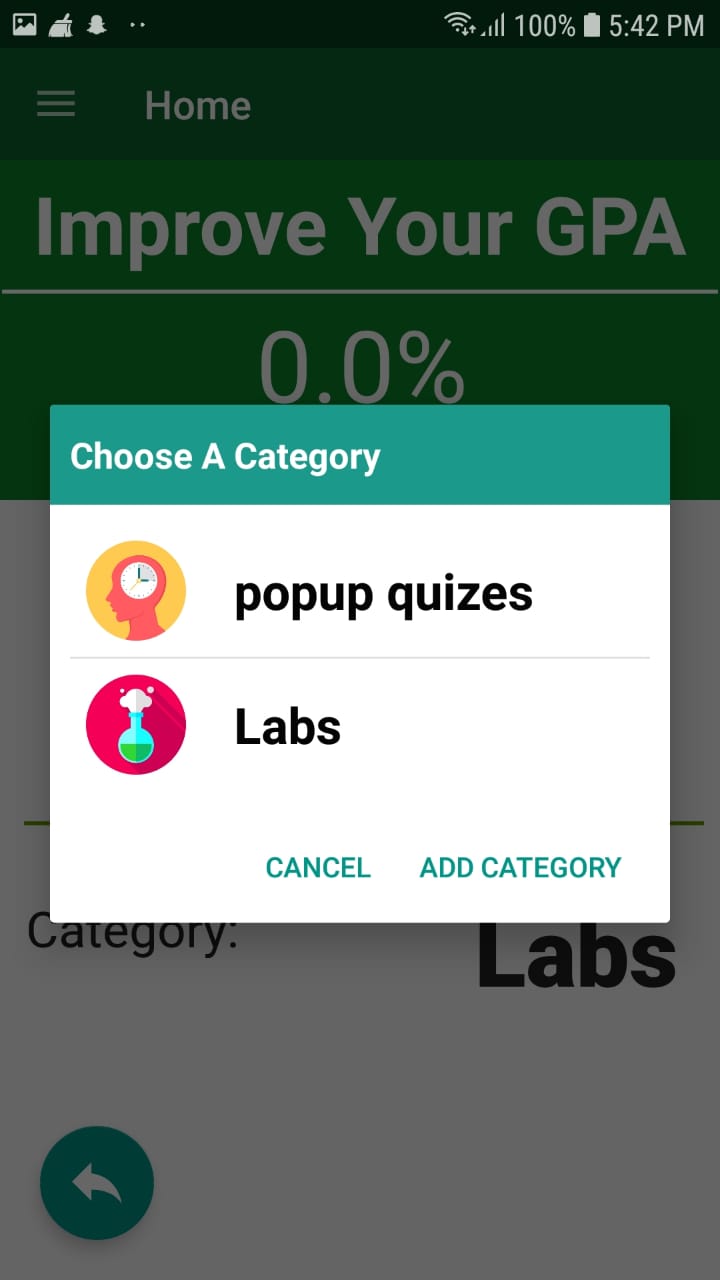 100% 5:42 PM
Home
Improve Your GPA
0.0%
Choose A Category
popup quizes
Labs
CANCEL ADD CATEGORY
Category: Labs